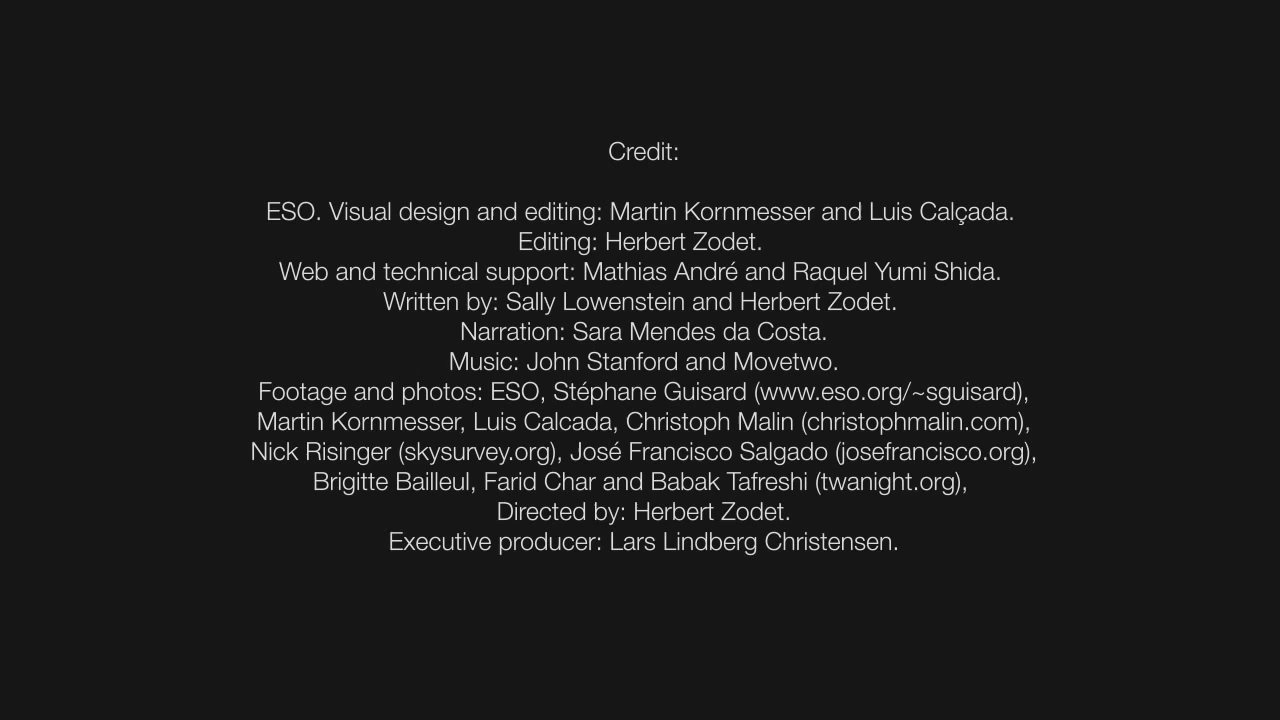 Credit:
ESO. Visual design and editing: Martin Kornmesser and Luis Calçada.
Editing: Herbert Zodet.
Web and technical support: Mathias André and Raquel Yumi Shida.
Written by: Sally Lowenstein and Herbert Zodet.
Narration: Sara Mendes da Costa.
Music: John Stanford and Movetwo.
Footage and photos: ESO, Stéphane Guisard (www.eso.org/~sguisard),
Martin Kornmesser, Luis Calcada, Christoph Malin (christophmalin.com),
Nick Risinger (skysurvey.org), José Francisco Salgado (josefrancisco.org),
Brigitte Bailleul, Farid Char and Babak Tafreshi (twanight.org),
Directed by: Herbert Zodet.
Executive producer: Lars Lindberg Christensen.